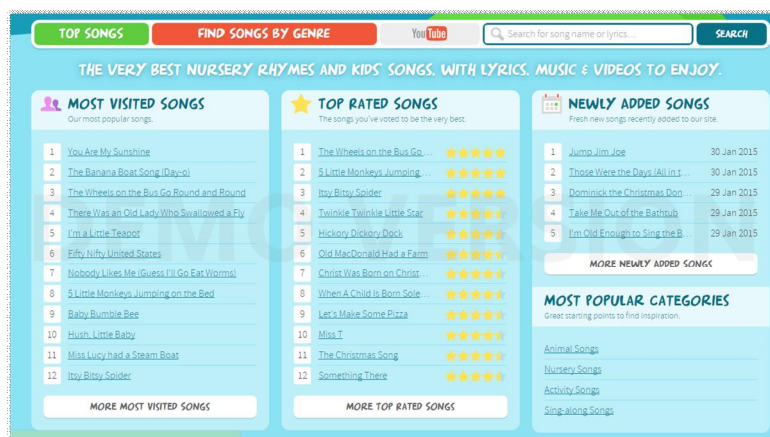 TOP SONGS
FIND SONGS BY GENRE
YouTube
Search for song name or lyrics...
SEARCH
THE VERY BEST NURSERY RHYMES AND KIDS' SONGS. WITH LYRICS, MUSIC & VIDEOS TO ENJOY.
MOST VISITED SONGS
Our most popular songs.
1 You Are My Sunshine
2 The Banana Boat Song (Day-o)
3 The Wheels on the Bus Go Round and Round
4 There Was an Old Lady Who Swallowed a Fly
5 I'm a Little Teapot
6 Fifty Nifty United States
7 Nobody Likes Me (Guess I'll Go Eat Worms)
8 5 Little Monkeys Jumping on the Bed
9 Baby Bumble Bee
10 Hush, Little Baby
11 Miss Lucy had a Steam Boat
12 Itsy Bitsy Spider
MORE MOST VISITED SONGS
TOP RATED SONGS
The songs you've voted to be the very best.
1 The Wheels on the Bus Go ...
2 5 Little Monkeys Jumping ...
3 Itsy Bitsy Spider
4 Twinkle Twinkle Little Star
5 Hickory Dickory Dock
6 Old MacDonald Had a Farm
7 Christ Was Born on Christ ...
8 When A Child Is Born Sole ...
9 Let's Make Some Pizza
10 Miss T
11 The Christmas Song
12 Something There
MORE TOP RATED SONGS
NEWLY ADDED SONGS
Fresh new songs recently added to our site.
1 Jump Jim Joe 30 Jan 2015
2 Those Were the Days (All in t... 30 Jan 2015
3 Dominick the Christmas Don... 29 Jan 2015
4 Take Me Out of the Bathtub 29 Jan 2015
5 I'm Old Enough to Sing the B... 29 Jan 2015
MORE NEWLY ADDED SONGS
MOST POPULAR CATEGORIES
Great starting points to find inspiration.
Animal Songs
Nursery Songs
Activity Songs
Sing-along Songs
DEMO VERSION